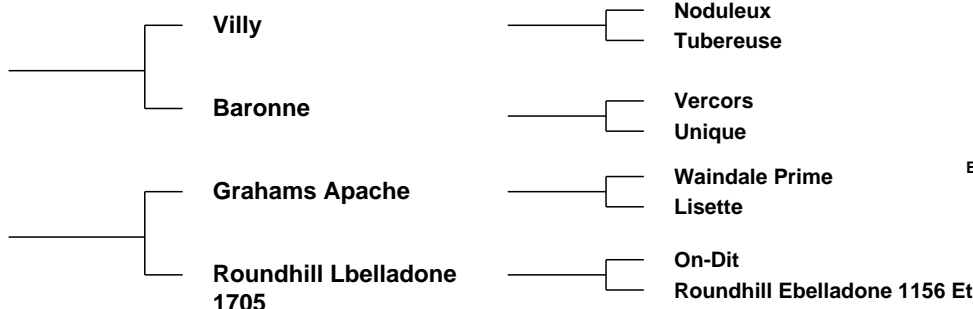 Noduleux
Villy
Tubereuse
Vercors
Baronne
Unique
Waindale Prime
Grahams Apache
Lisette
On-Dit
Roundhill Lbelladone
1705
Roundhill Ebelladone 1156 Et